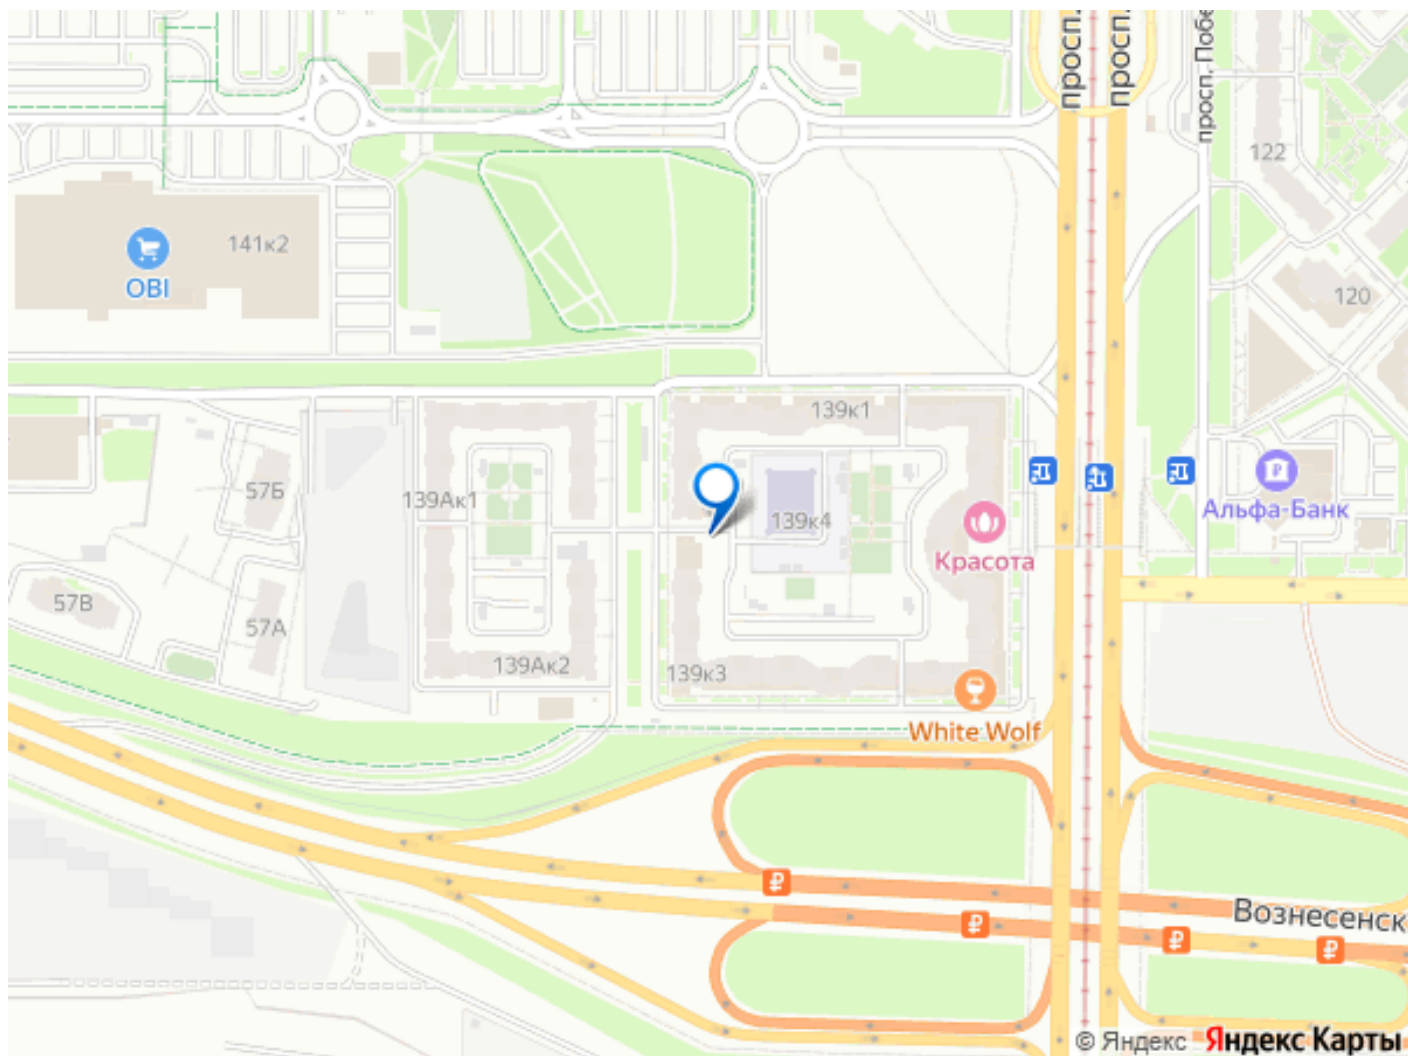 просп.
просп.
просп. Побе
122
141к2
OBI
120
139к1
57Б
139Ак1
139к4
Альфа-Банк
Красота
57В
57А
139Ак2
139к3
White Wolf
Вознесенск
© Яндекс Яндекс Карты